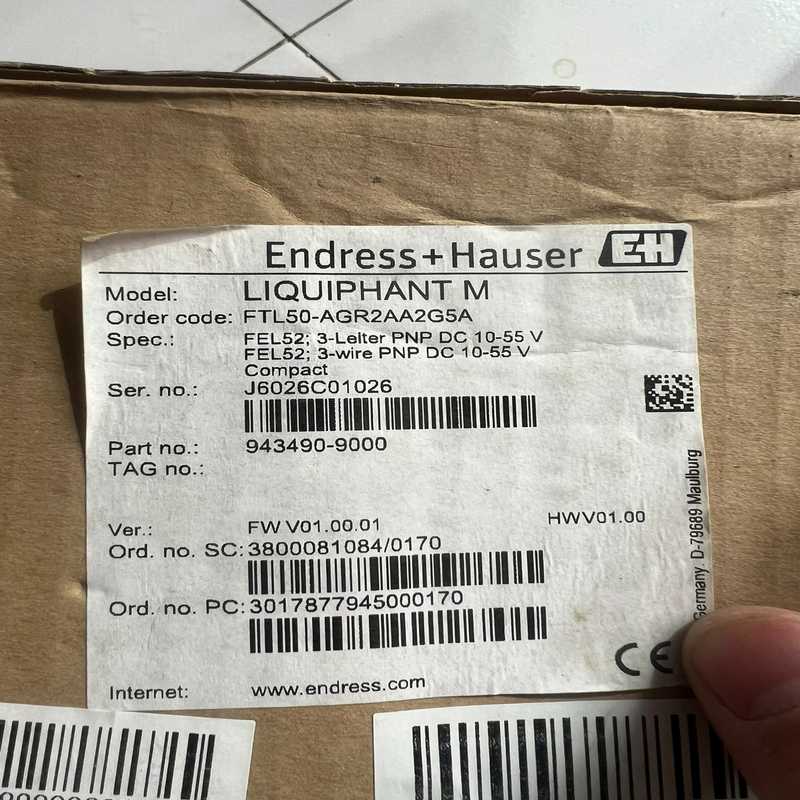 Endress+Hauser EH
Model: LIQUIPHANT M
Order code: FTL50-AGR2AA2G5A
Spec.: FEL52; 3-Leiter PNP DC 10-55 V
FEL52; 3-wire PNP DC 10-55 V
Compact
Ser. no.: J6026C01026
Part no.: 943490-9000
TAG no.:
Ver.: FW V01.00.01 HWV01.00
Ord. no. SC: 3800081084/0170
Ord. no. PC: 3017877945000170
Internet: www.endress.com
CE
Germany. D-79689 Maulburg